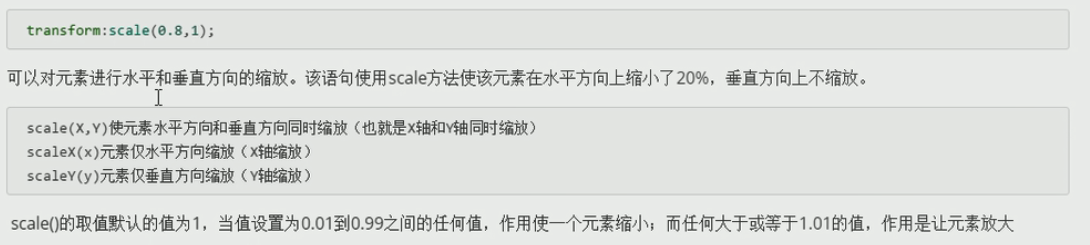 transform:scale(0.8,1);
可以对元素进行水平和垂直方向的缩放。该语句使用scale方法使该元素在水平方向上缩小了20%，垂直方向上不缩放。
scale(X,Y)使元素水平方向和垂直方向同时缩放（也就是X轴和Y轴同时缩放）
scaleX(x)元素仅水平方向缩放（X轴缩放）
scaleY(y)元素仅垂直方向缩放（Y轴缩放）
scale()的取值默认的值为1，当值设置为0.01到0.99之间的任何值，作用使一个元素缩小；而任何大于或等于1.01的值，作用是让元素放大